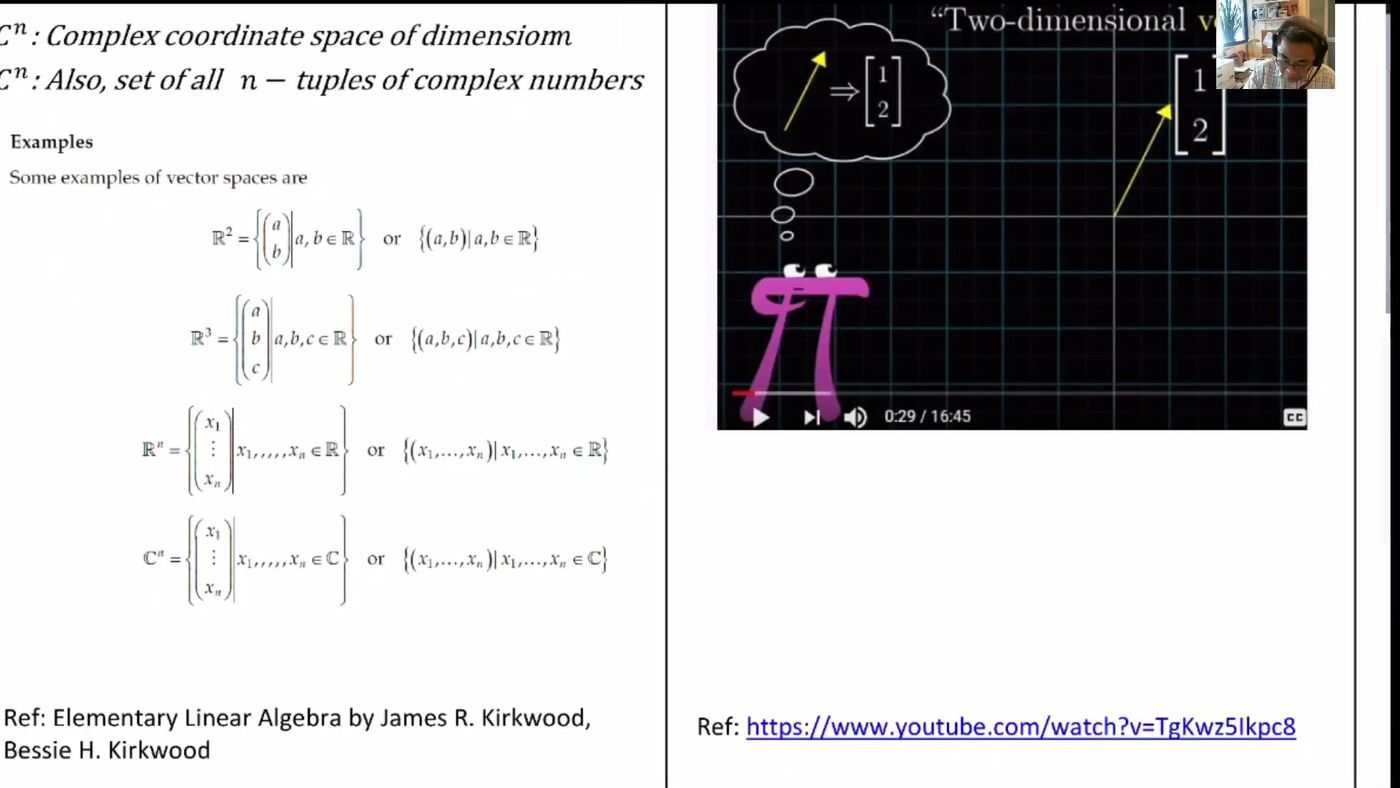 ℂⁿ: Complex coordinate space of dimensiom
ℂⁿ: Also, set of all n − tuples of complex numbers
Examples
Some examples of vector spaces are
ℝ² = {(a b)| a, b ∈ ℝ} or {(a,b)| a,b ∈ ℝ}
ℝ³ = {(a b c)| a,b,c ∈ ℝ} or {(a,b,c)| a,b,c ∈ ℝ}
ℝⁿ = {(x₁ ⋮ xₙ)| x₁,,,,,xₙ ∈ ℝ} or {(x₁,...,xₙ)| x₁,...,xₙ ∈ ℝ}
ℂⁿ = {(x₁ ⋮ xₙ)| x₁,,,,,xₙ ∈ ℂ} or {(x₁,...,xₙ)| x₁,...,xₙ ∈ ℂ}
Ref: Elementary Linear Algebra by James R. Kirkwood,
Bessie H. Kirkwood
“Two-dimensional
⇒ [1 2]
[1 2]
0:29 / 16:45
CC
Ref: https://www.youtube.com/watch?v=TgKwz5Ikpc8